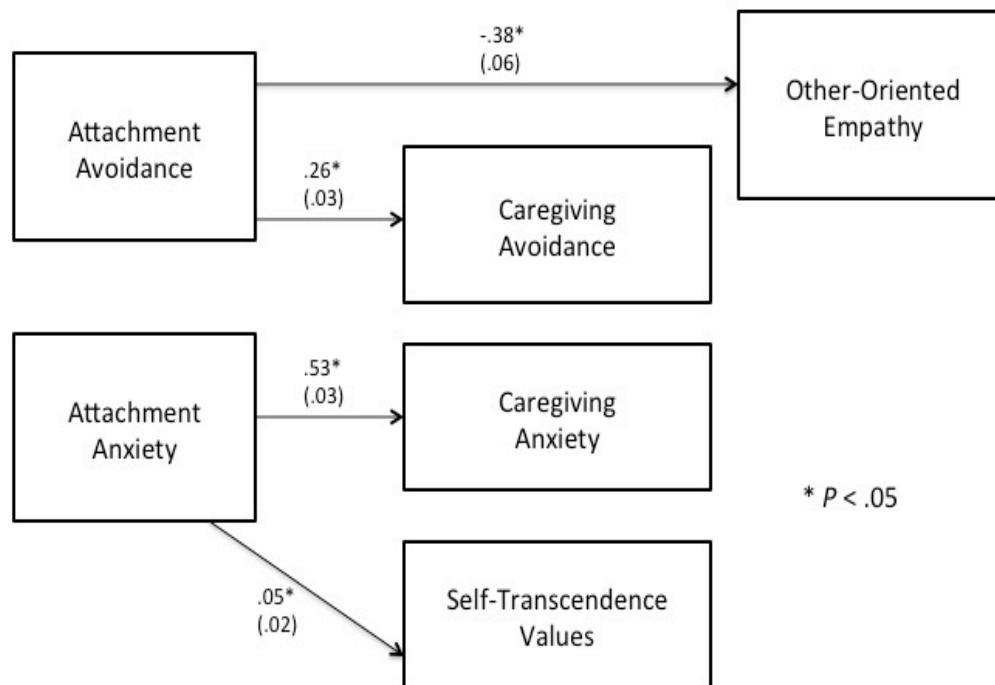 -.38*
(.06)
Attachment
Avoidance
Other-Oriented
Empathy
.26*
(.03)
Caregiving
Avoidance
Attachment
Anxiety
.53*
(.03)
Caregiving
Anxiety
* P < .05
.05*
(.02)
Self-Transcendence
Values